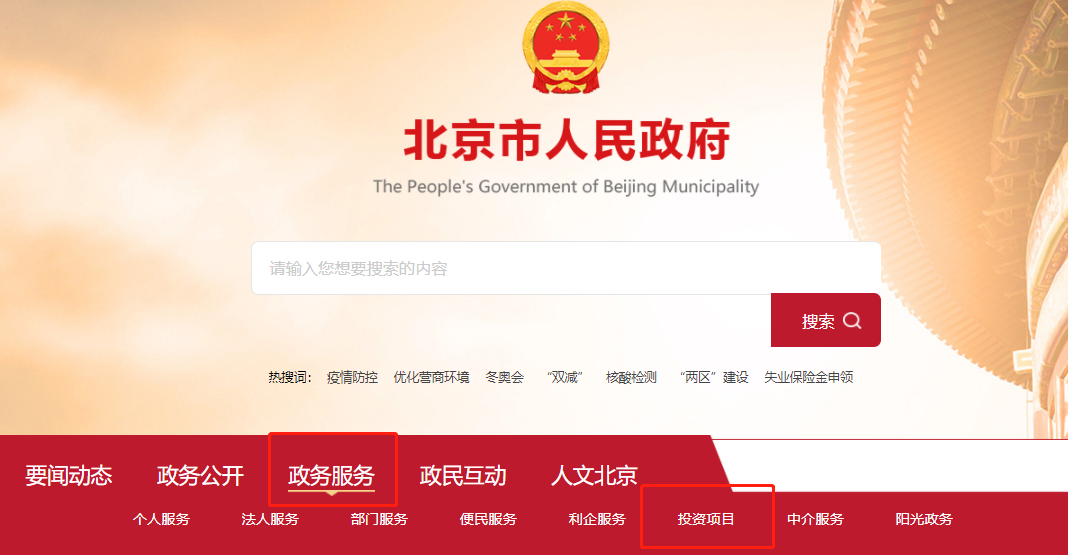 北京市人民政府
The People's Government of Beijing Municipality
请输入您想要搜索的内容
搜索
热搜词: 疫情防控 优化营商环境 冬奥会 “双减” 核酸检测 “两区”建设 失业保险金申领
要闻动态 政务公开 政务服务 政民互动 人文北京
个人服务 法人服务 部门服务 便民服务 利企服务 投资项目 中介服务 阳光政务